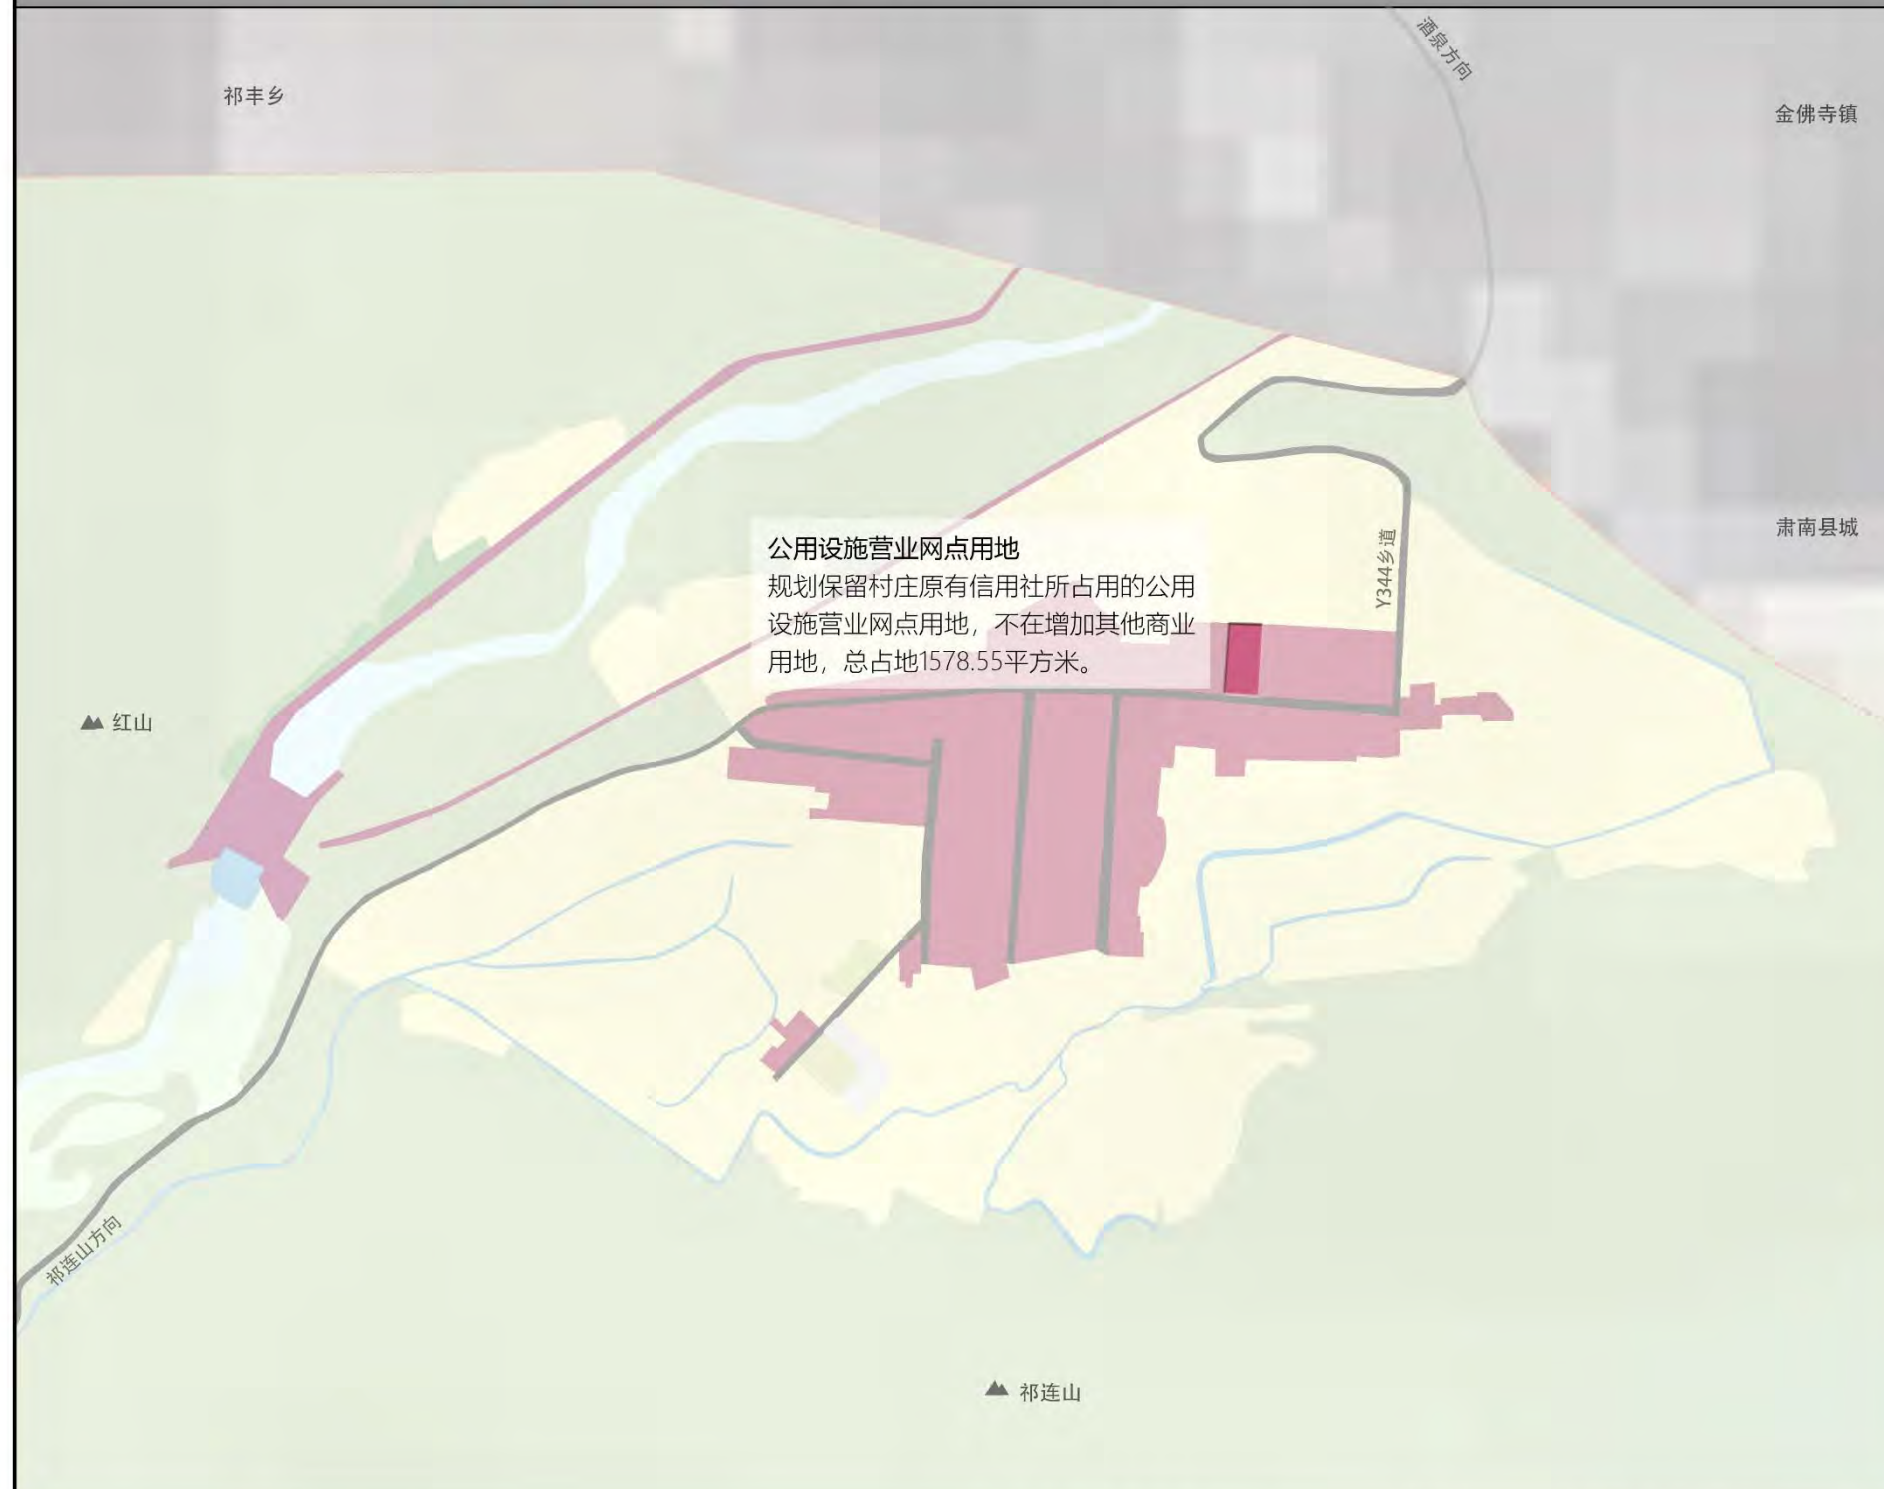 酒泉方向
祁丰乡
金佛寺镇
肃南县城
公用设施营业网点用地
规划保留村庄原有信用社所占用的公用
设施营业网点用地，不在增加其他商业
用地，总占地1578.55平方米。
Y344乡道
红山
祁连山方向
祁连山